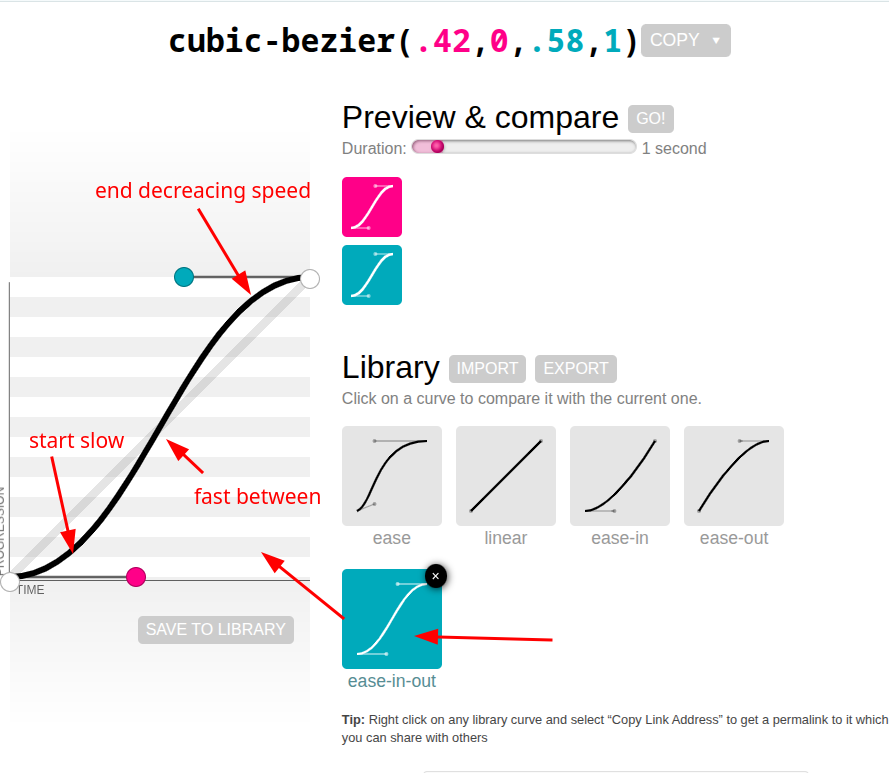 cubic-bezier(.42,0,.58,1) COPY ▼
Preview & compare GO!
Duration: 1 second
end decreacing speed
start slow
fast between
PROGRESSION
TIME
SAVE TO LIBRARY
Library IMPORT EXPORT
Click on a curve to compare it with the current one.
ease linear ease-in ease-out
×
ease-in-out
Tip: Right click on any library curve and select “Copy Link Address” to get a permalink to it which
you can share with others